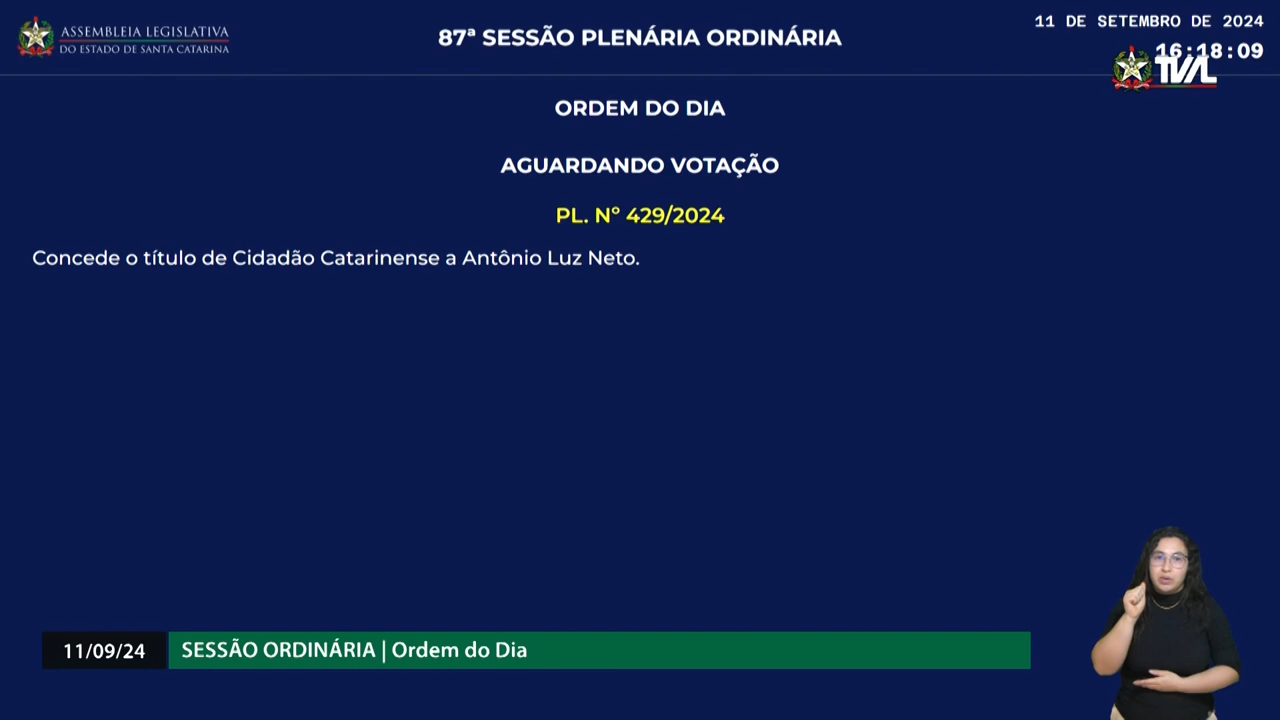 ASSEMBLEIA LEGISLATIVA
DO ESTADO DE SANTA CATARINA
87ª SESSÃO PLENÁRIA ORDINÁRIA
11 DE SETEMBRO DE 2024
16:18:09
TVAL
ORDEM DO DIA
AGUARDANDO VOTAÇÃO
PL. Nº 429/2024
Concede o título de Cidadão Catarinense a Antônio Luz Neto.
11/09/24
SESSÃO ORDINÁRIA | Ordem do Dia